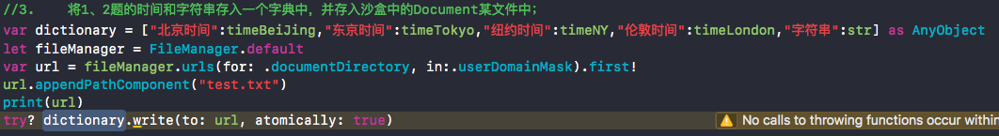 //3.    将1、2题的时间和字符串存入一个字典中，并存入沙盒中的Document某文件中；
var dictionary = ["北京时间":timeBeiJing,"东京时间":timeTokyo,"纽约时间":timeNY,"伦敦时间":timeLondon,"字符串":str] as AnyObject
let fileManager = FileManager.default
var url = fileManager.urls(for: .documentDirectory, in:.userDomainMask).first!
url.appendPathComponent("test.txt")
print(url)
try? dictionary.write(to: url, atomically: true) No calls to throwing functions occur within